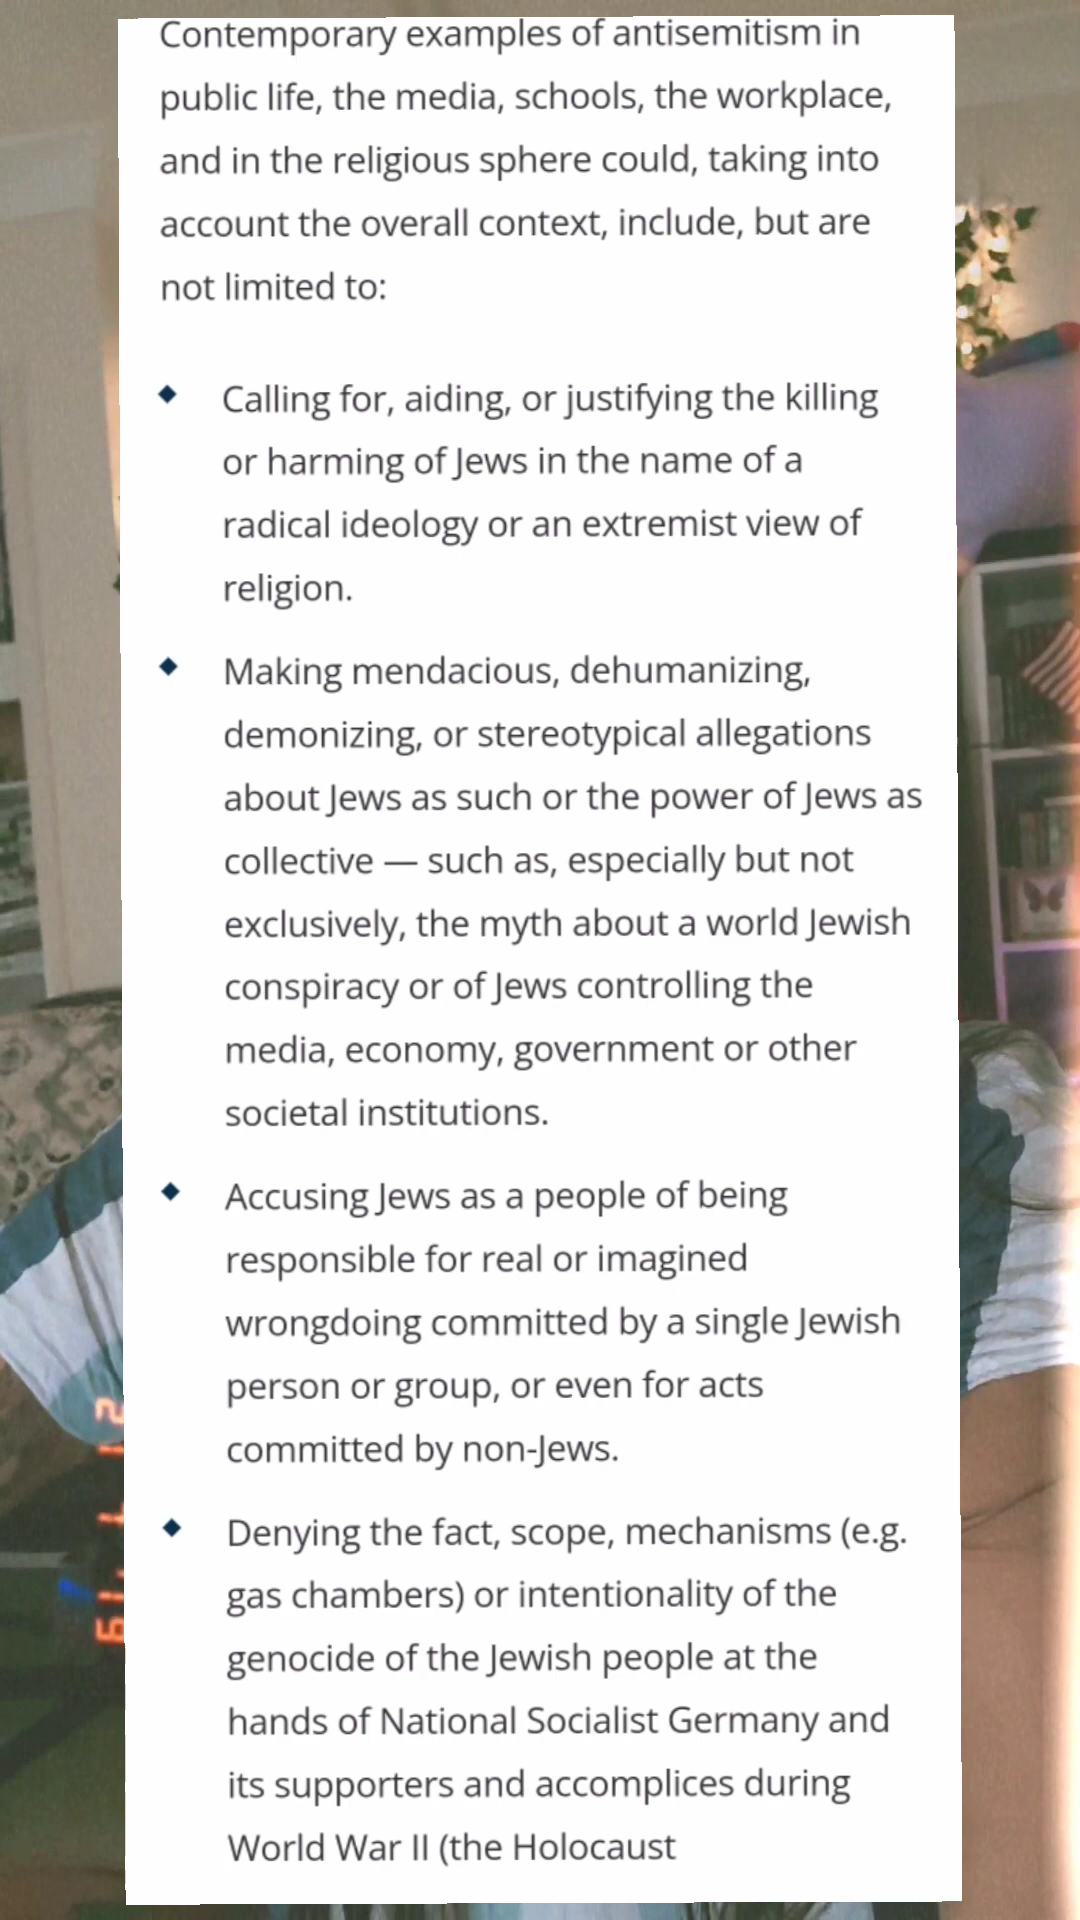 Contemporary examples of antisemitism in
public life, the media, schools, the workplace,
and in the religious sphere could, taking into
account the overall context, include, but are
not limited to:
Calling for, aiding, or justifying the killing
or harming of Jews in the name of a
radical ideology or an extremist view of
religion.
Making mendacious, dehumanizing,
demonizing, or stereotypical allegations
about Jews as such or the power of Jews as
collective — such as, especially but not
exclusively, the myth about a world Jewish
conspiracy or of Jews controlling the
media, economy, government or other
societal institutions.
Accusing Jews as a people of being
responsible for real or imagined
wrongdoing committed by a single Jewish
person or group, or even for acts
committed by non-Jews.
Denying the fact, scope, mechanisms (e.g.
gas chambers) or intentionality of the
genocide of the Jewish people at the
hands of National Socialist Germany and
its supporters and accomplices during
World War II (the Holocaust